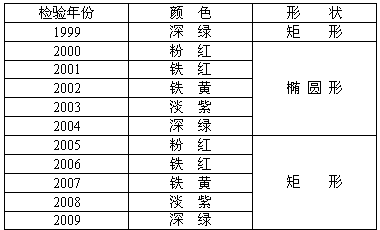 检验年份 颜 色 形 状
1999 深 绿 矩 形
2000 粉 红
2001 铁 红
2002 铁 黄 椭 圆 形
2003 淡 紫
2004 深 绿
2005 粉 红
2006 铁 红
2007 铁 黄 矩 形
2008 淡 紫
2009 深 绿